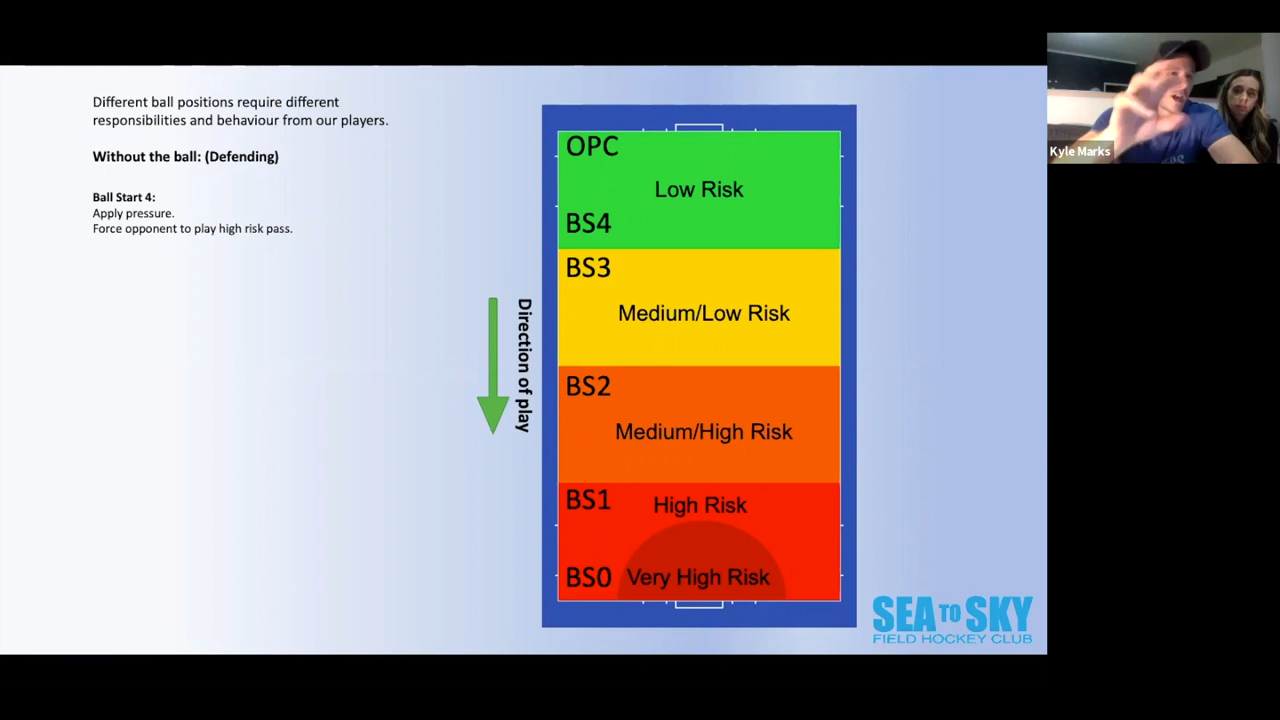 Different ball positions require different
responsibilities and behaviour from our players.
Without the ball: (Defending)
Ball Start 4:
Apply pressure.
Force opponent to play high risk pass.
Direction of play
OPC
Low Risk
BS4
BS3
Medium/Low Risk
BS2
Medium/High Risk
BS1 High Risk
BS0 Very High Risk
SEA TO SKY
FIELD HOCKEY CLUB
Kyle Marks